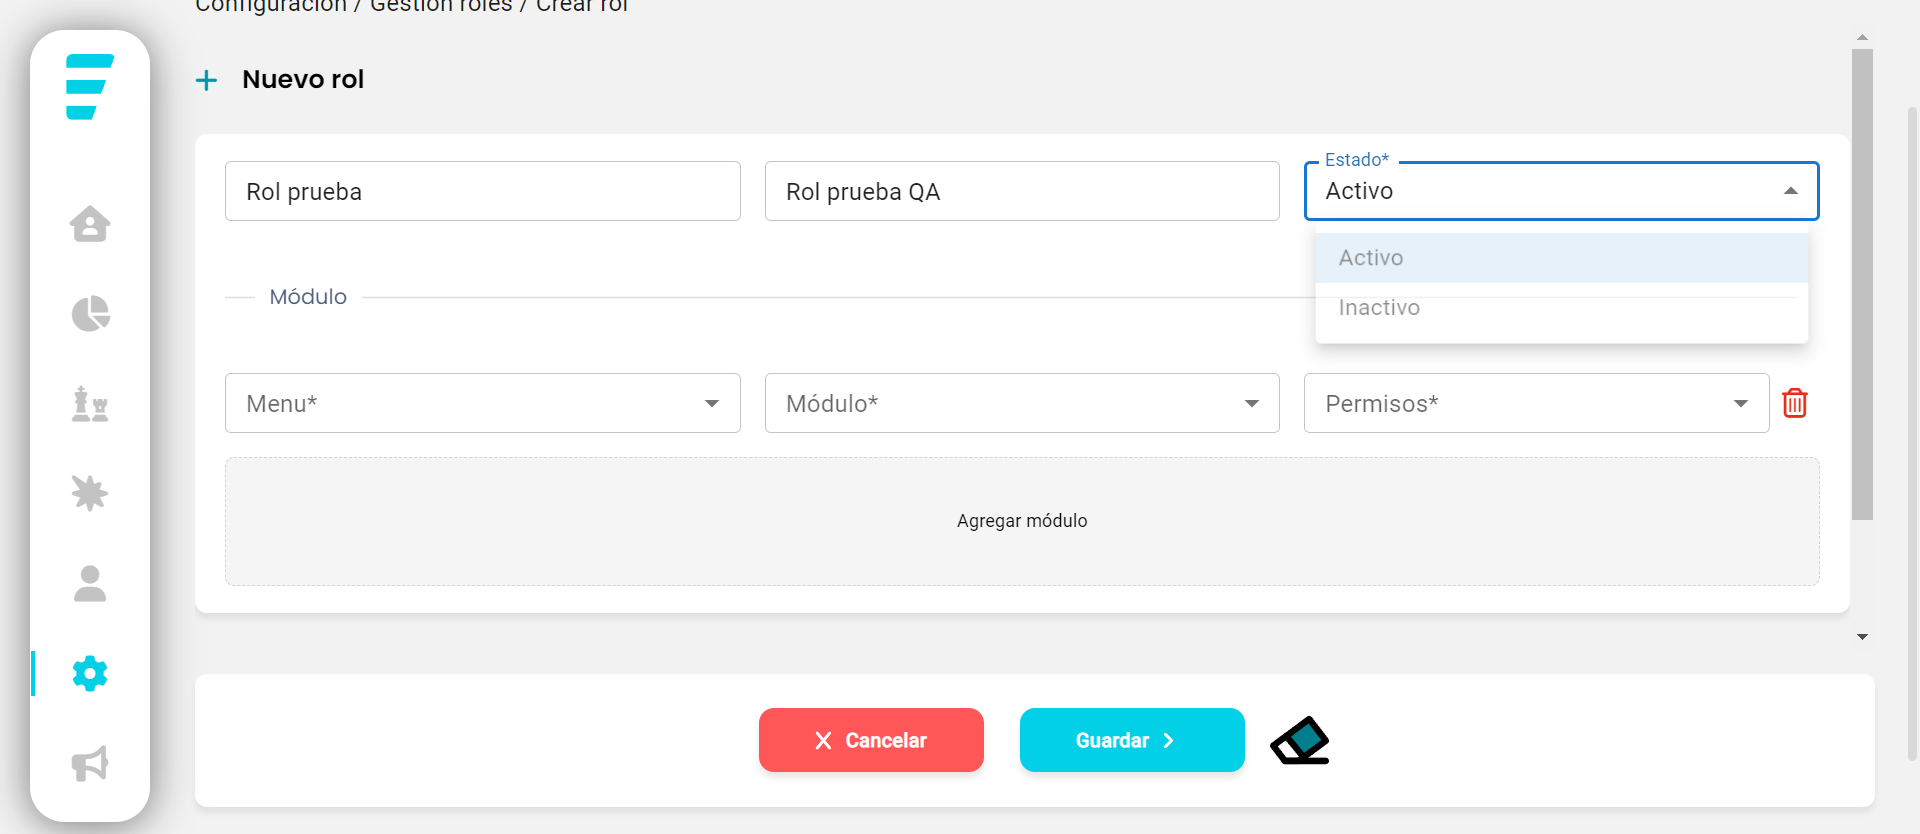 Configuración / Gestión roles / Crear rol
Nuevo rol
Rol prueba
Rol prueba QA
Estado*
Activo
Activo
Inactivo
Módulo
Menu*
Módulo*
Permisos*
Agregar módulo
Cancelar
Guardar